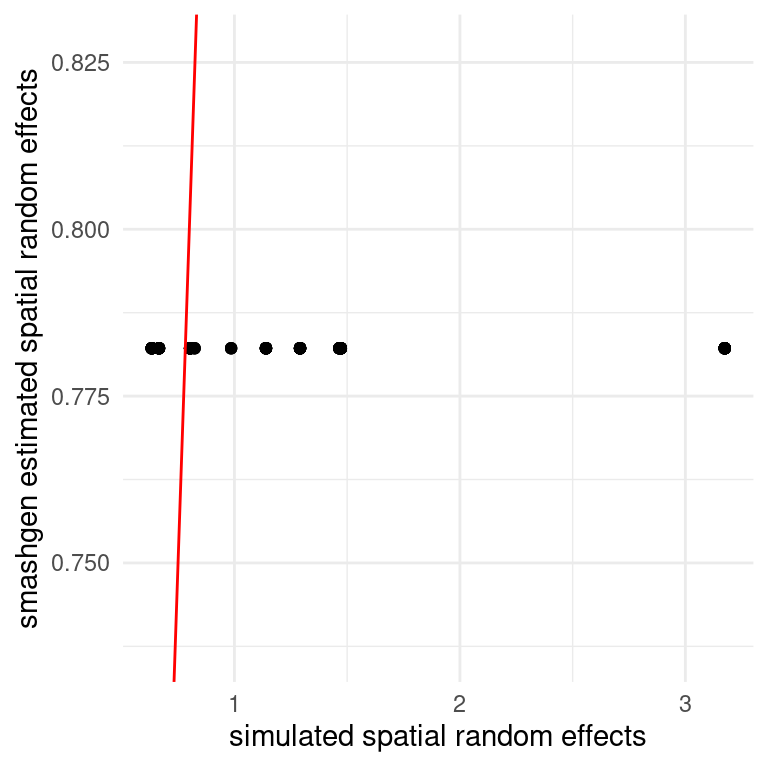 smashgen estimated spatial random effects
0.825
0.800
0.775
0.750
1 2 3
simulated spatial random effects